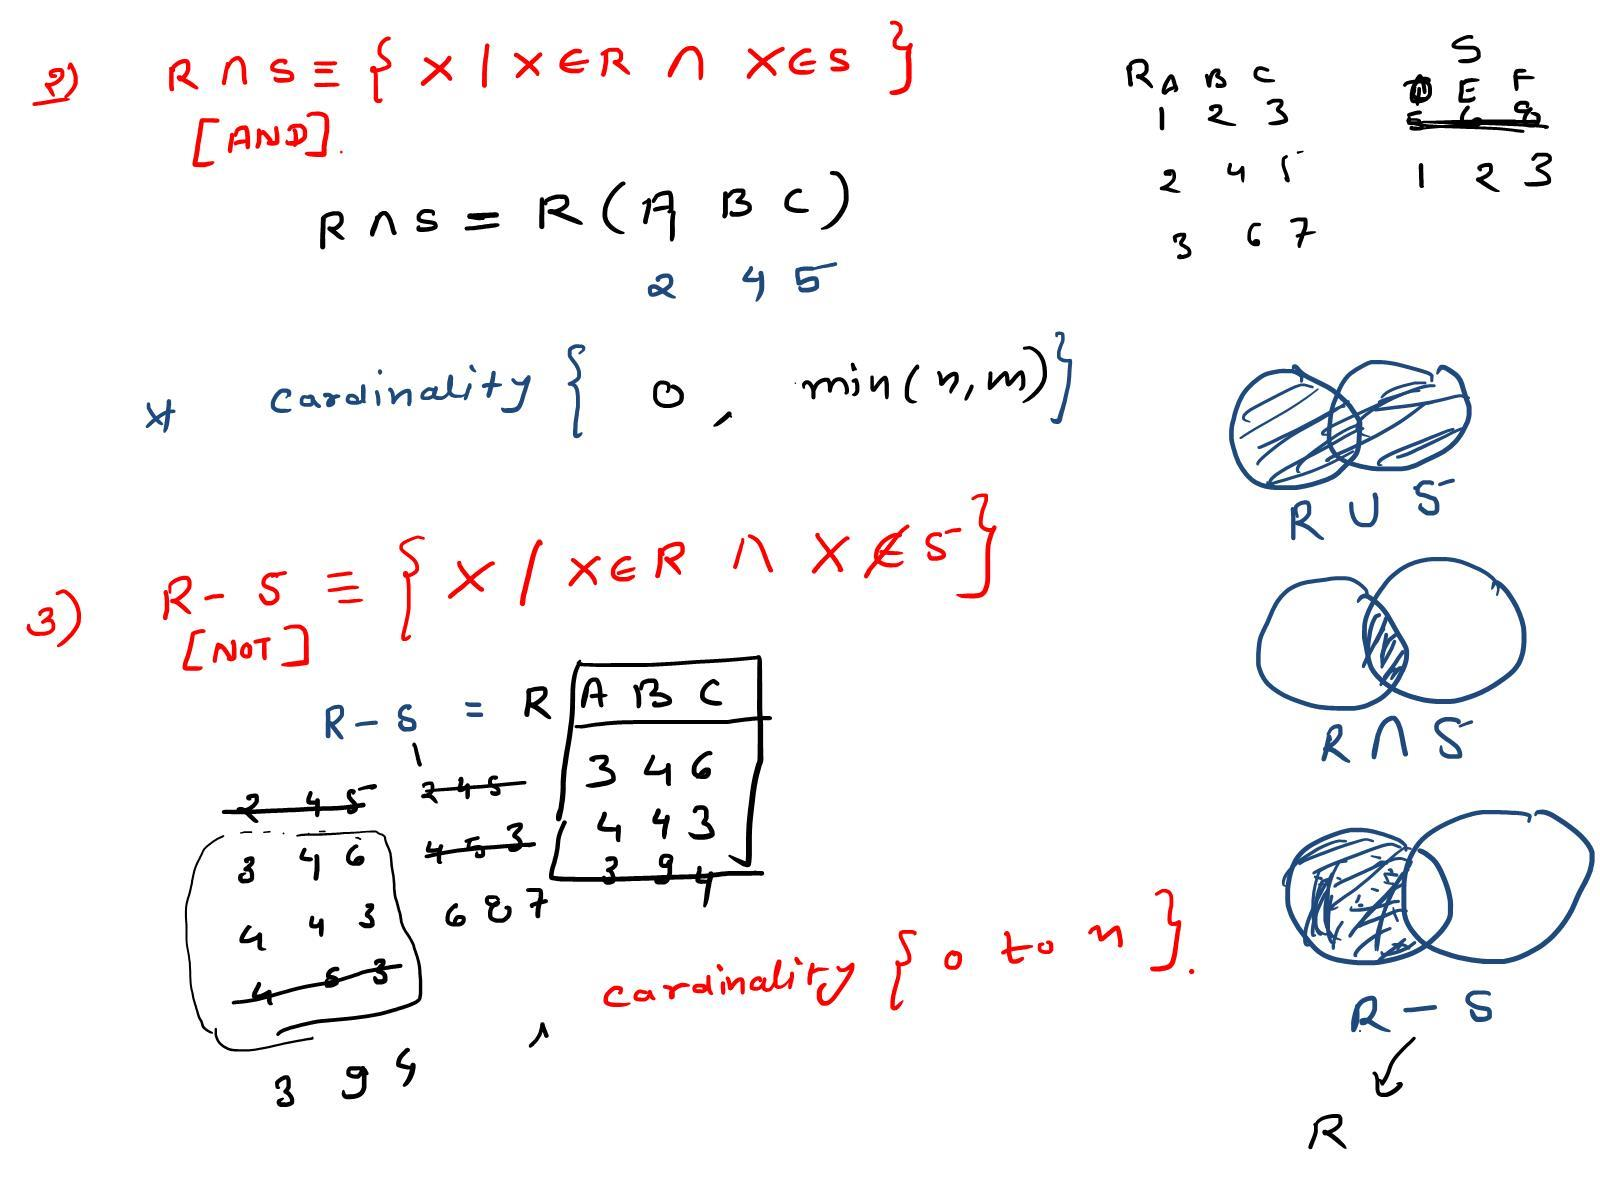 2) R ∩ S ≡ { X / X ∈ R ∩ X ∈ S }
[AND].
R ∩ S = R ( A B C )
2 4 5
* cardinality { 0 , min(n,m) }
R A B C
1 2 3
2 4 5
3 6 7
S
E F
1 2 3
R ∪ S
R ∩ S
R - S
R
3) R - S ≡ { X / X ∈ R ∧ X ∉ S }
[NOT]
R - S = R A B C
3 4 6
4 4 3
3 9 4
2 4 5
3 4 6
4 4 3
4 5 3
3 9 4
2 4 5
4 5 3
6 8 7
cardinality { 0 to n }.